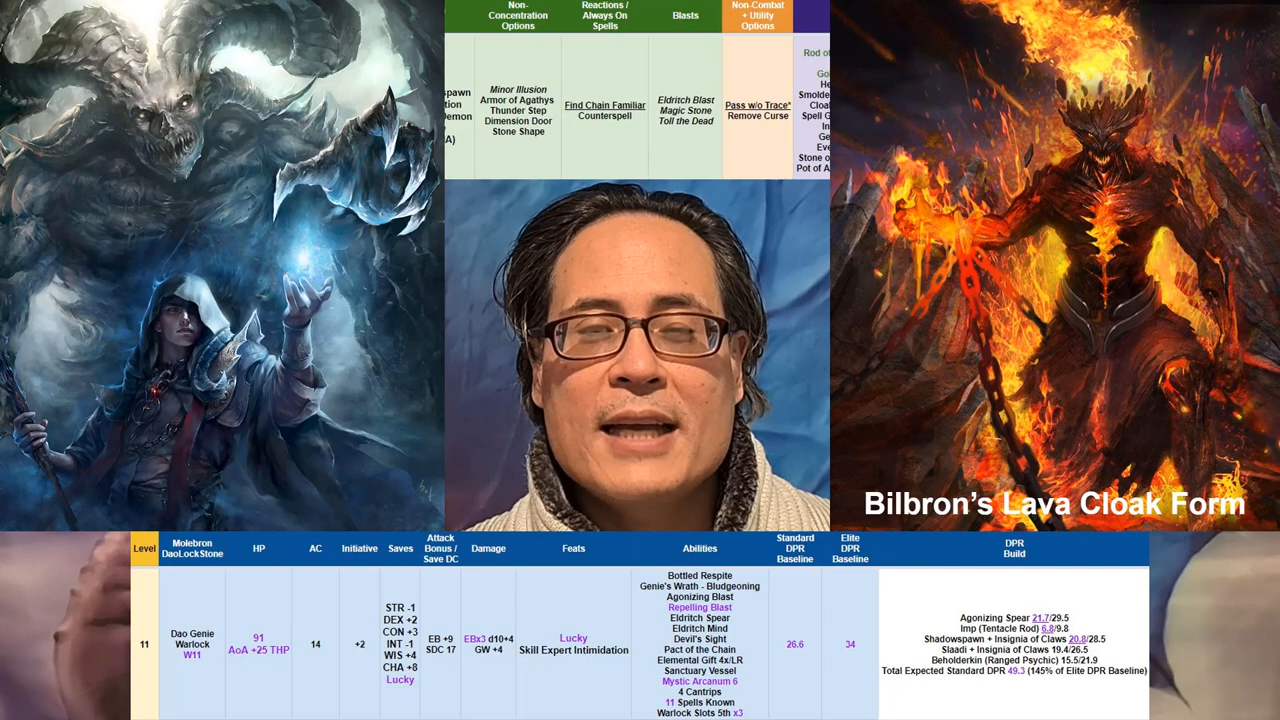 Non-
Concentration
Options
Reactions /
Always On
Spells
Blasts
Non-Combat
+ Utility
Options
Minor Illusion
Armor of Agathys
Thunder Step
Dimension Door
Stone Shape
Find Chain Familiar
Counterspell
Eldritch Blast
Magic Stone
Toll the Dead
Pass w/o Trace*
Remove Curse
Rod of
Bilbron's Lava Cloak Form
Level
Molebron
DaoLockStone
HP
AC
Initiative
Saves
Attack
Bonus /
Save DC
Damage
Feats
Abilities
Standard
DPR
Baseline
Elite
DPR
Baseline
DPR
Build
11
Dao Genie
Warlock
W11
91
AoA +25 THP
14
+2
STR -1
DEX +2
CON +3
INT -1
WIS +4
CHA +8
Lucky
EB +9
SDC 17
EBx3 d10+4
GW +4
Lucky
Skill Expert Intimidation
Bottled Respite
Genie's Wrath - Bludgeoning
Agonizing Blast
Repelling Blast
Eldritch Spear
Eldritch Mind
Devil's Sight
Pact of the Chain
Elemental Gift 4x/LR
Sanctuary Vessel
Mystic Arcanum 6
4 Cantrips
11 Spells Known
Warlock Slots 5th x3
26.6
34
Agonizing Spear 21.7/29.5
Imp (Tentacle Rod) 6.8/9.8
Shadowspawn + Insignia of Claws 20.8/28.5
Slaadi + Insignia of Claws 19.4/26.5
Beholderkin (Ranged Psychic) 15.5/21.9
Total Expected Standard DPR 49.3 (145% of Elite DPR Baseline)